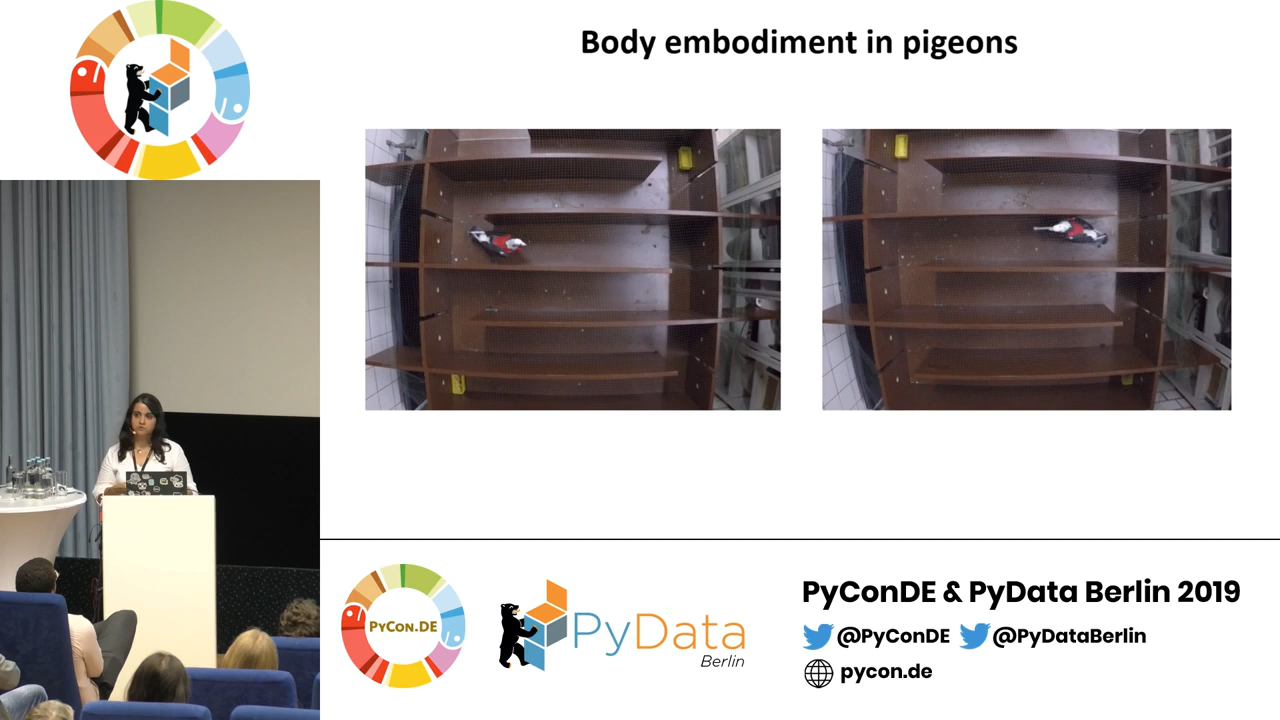 Body embodiment in pigeons
PyCon.DE
PyData
Berlin
PyConDE & PyData Berlin 2019
@PyConDE @PyDataBerlin
pycon.de